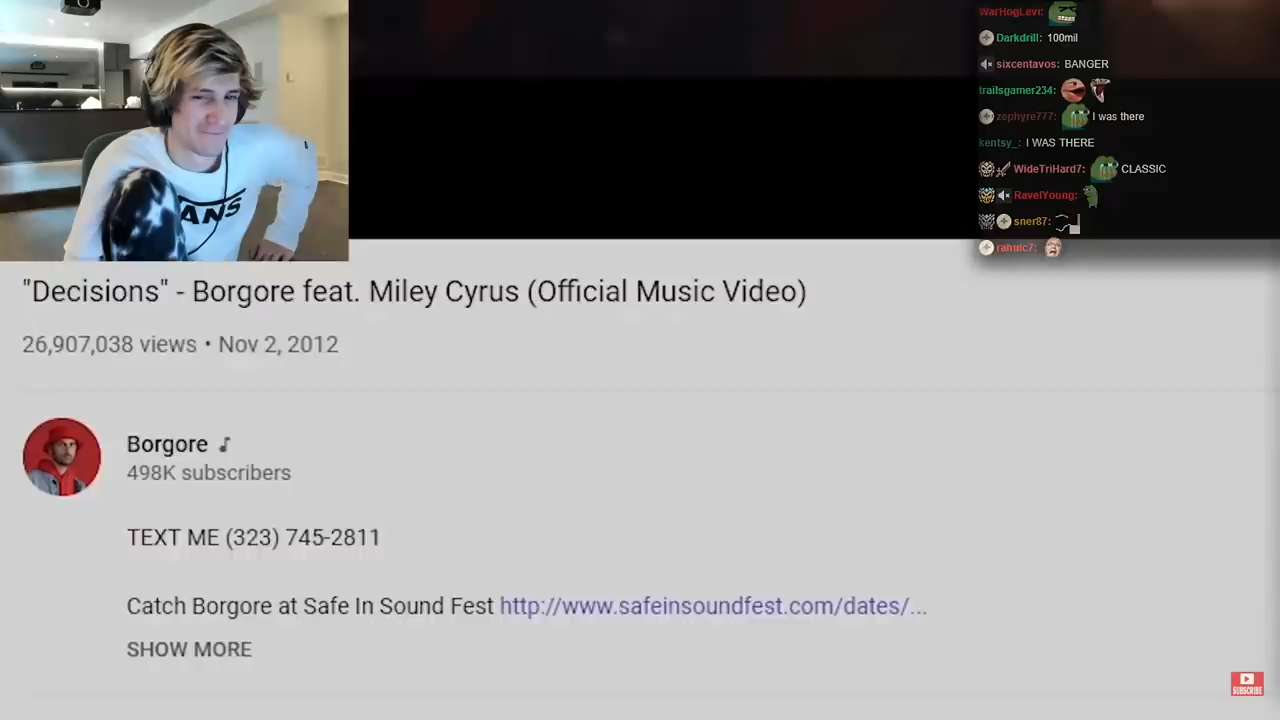 WarHogLevi:
Darkdrill: 100mil
sixcentavos: BANGER
trailsgamer234:
zephyre777: I was there
kentsy_: I WAS THERE
WideTriHard7: CLASSIC
RavelYoung:
sner87:
rahulc7:
VANS
"Decisions" - Borgore feat. Miley Cyrus (Official Music Video)
26,907,038 views • Nov 2, 2012
Borgore
498K subscribers
TEXT ME (323) 745-2811
Catch Borgore at Safe In Sound Fest http://www.safeinsoundfest.com/dates/...
SHOW MORE
SUBSCRIBE